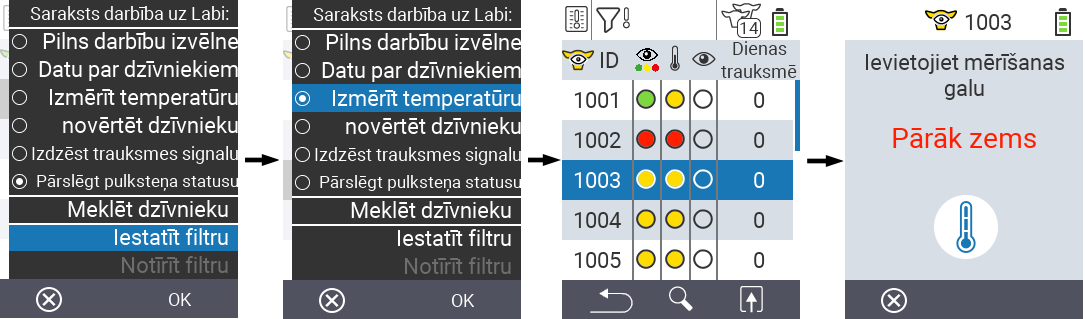 Saraksts darbība uz Labi:
Pilns darbību izvēlne
Datu par dzīvniekiem
Izmērīt temperatūru
novērtēt dzīvnieku
Izdzēst trauksmes signalu
Pārslēgt pulksteņa statusu
Meklēt dzīvnieku
Iestatīt filtru
Notīrīt filtru
OK
Saraksts darbība uz Labi:
Pilns darbību izvēlne
Datu par dzīvniekiem
Izmērīt temperatūru
novērtēt dzīvnieku
Izdzēst trauksmes signalu
Pārslēgt pulksteņa statusu
Meklēt dzīvnieku
Iestatīt filtru
Notīrīt filtru
OK
14
ID Dienas trauksmē
1001 0
1002 0
1003 0
1004 0
1005 0
1003
Ievietojiet mērīšanas
galu
Pārāk zems